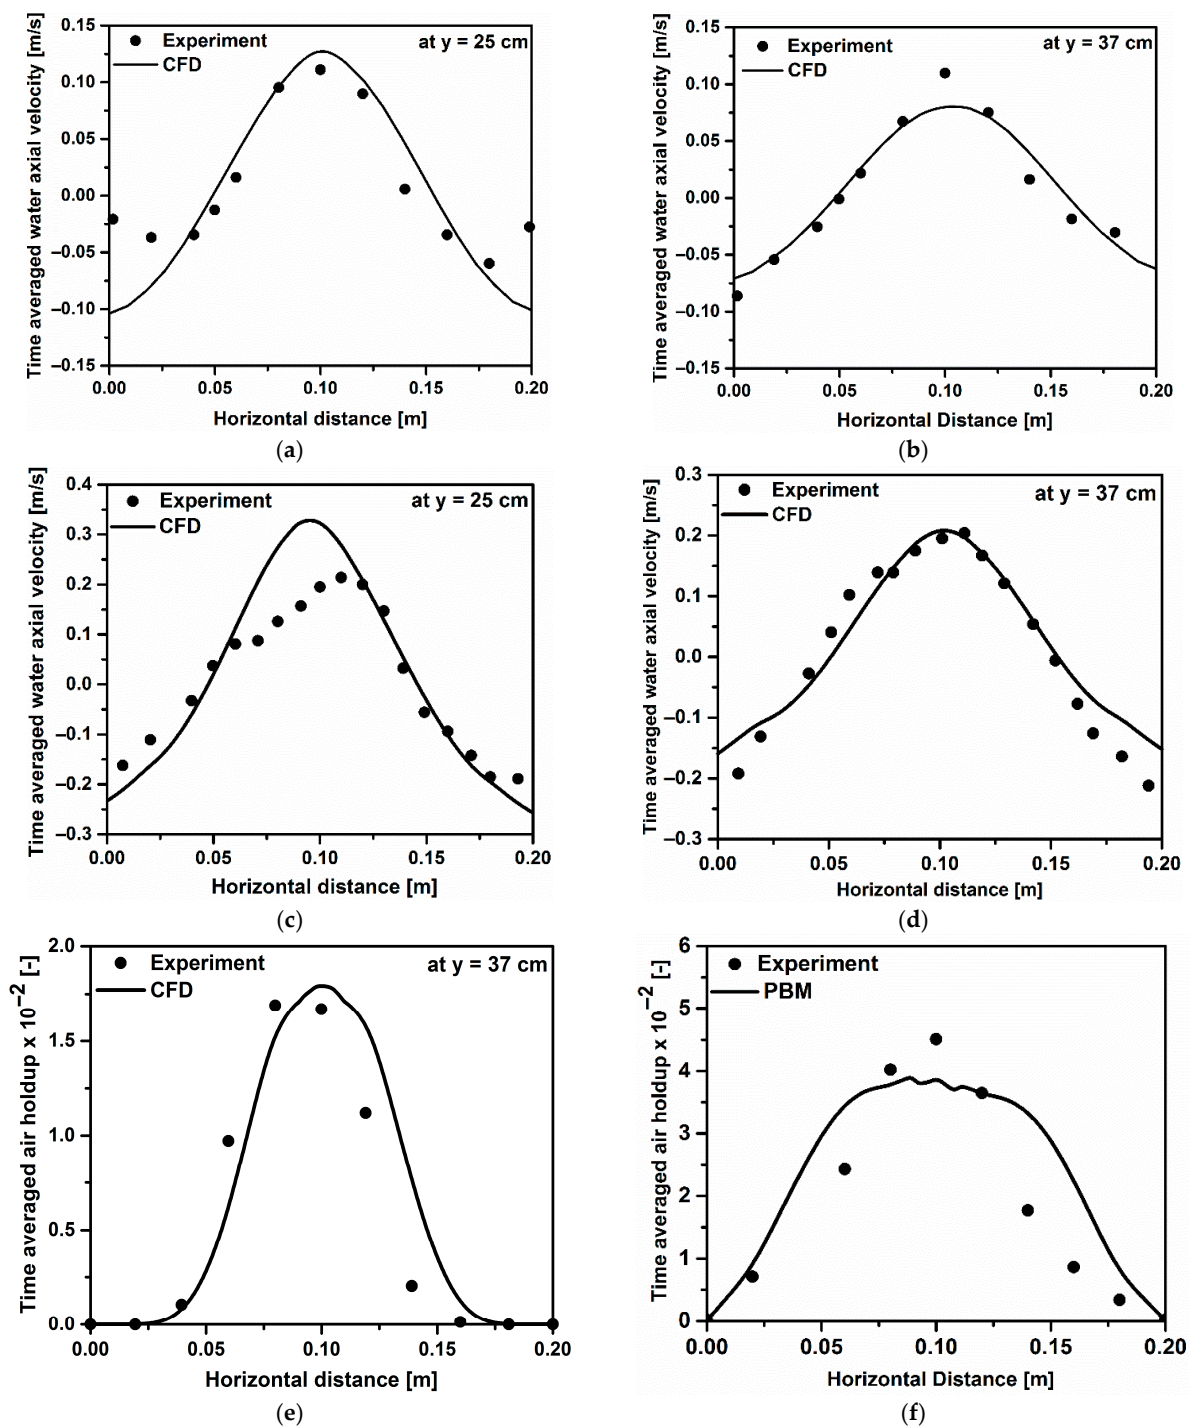 Time averaged water axial velocity [m/s]
0.15
0.10
0.05
0.00
−0.05
−0.10
−0.15
Experiment
CFD
at y = 25 cm
0.00 0.05 0.10 0.15 0.20
Horizontal distance [m]
(a)
Time averaged water axial velocity [m/s]
0.15
0.10
0.05
0.00
−0.05
−0.10
−0.15
Experiment
CFD
at y = 37 cm
0.00 0.05 0.10 0.15 0.20
Horizontal Distance [m]
(b)
Time averaged water axial velocity [m/s]
0.4
0.3
0.2
0.1
0.0
−0.1
−0.2
−0.3
Experiment
CFD
at y = 25 cm
0.00 0.05 0.10 0.15 0.20
Horizontal distance [m]
(c)
Time averaged water axial velocity [m/s]
0.3
0.2
0.1
0.0
−0.1
−0.2
−0.3
Experiment
CFD
at y = 37 cm
0.00 0.05 0.10 0.15 0.20
Horizontal distance [m]
(d)
Time averaged air holdup x 10⁻² [-]
2.0
1.5
1.0
0.5
0.0
Experiment
CFD
at y = 37 cm
0.00 0.05 0.10 0.15 0.20
Horizontal distance [m]
(e)
Time averaged air holdup x 10⁻² [-]
6
5
4
3
2
1
0
Experiment
PBM
0.00 0.05 0.10 0.15 0.20
Horizontal Distance [m]
(f)